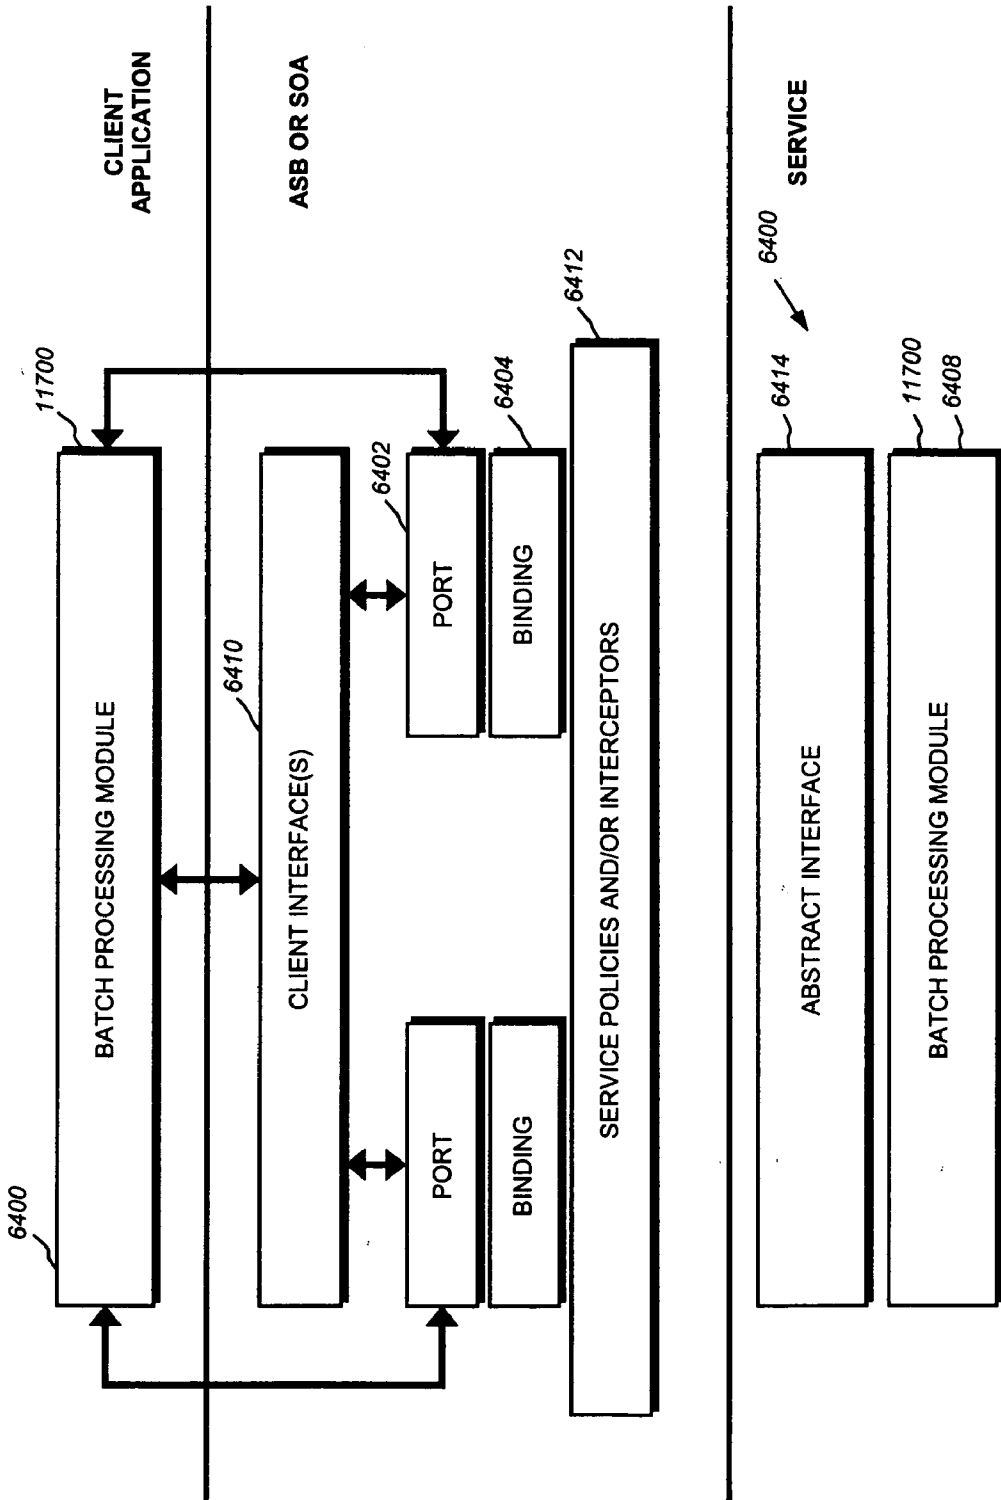 6400
BATCH PROCESSING MODULE
11700
CLIENT
APPLICATION
CLIENT INTERFACE(S)
6410
ASB OR SOA
PORT
PORT
6402
BINDING
BINDING
6404
SERVICE POLICIES AND/OR INTERCEPTORS
6412
ABSTRACT INTERFACE
6414
6400
SERVICE
BATCH PROCESSING MODULE
11700
6408